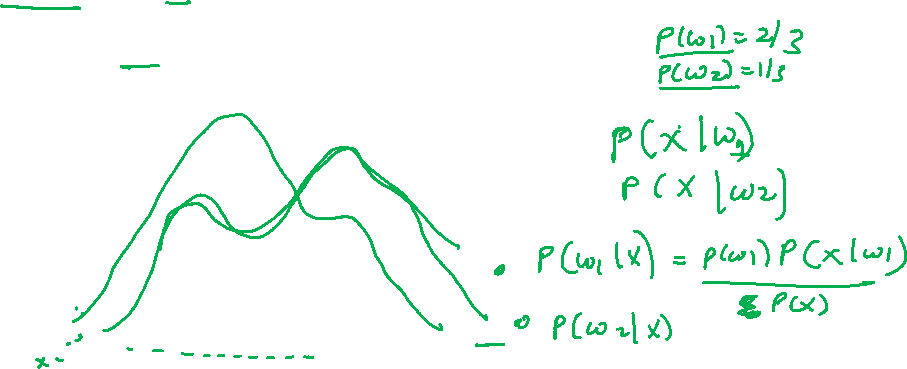 P(ω1) = 2/3
P(ω2) = 1/3
P(x|ω1)
P(x|ω2)
P(ω1|x) = P(ω1) P(x|ω1)
P(x)
P(ω2|x)
x